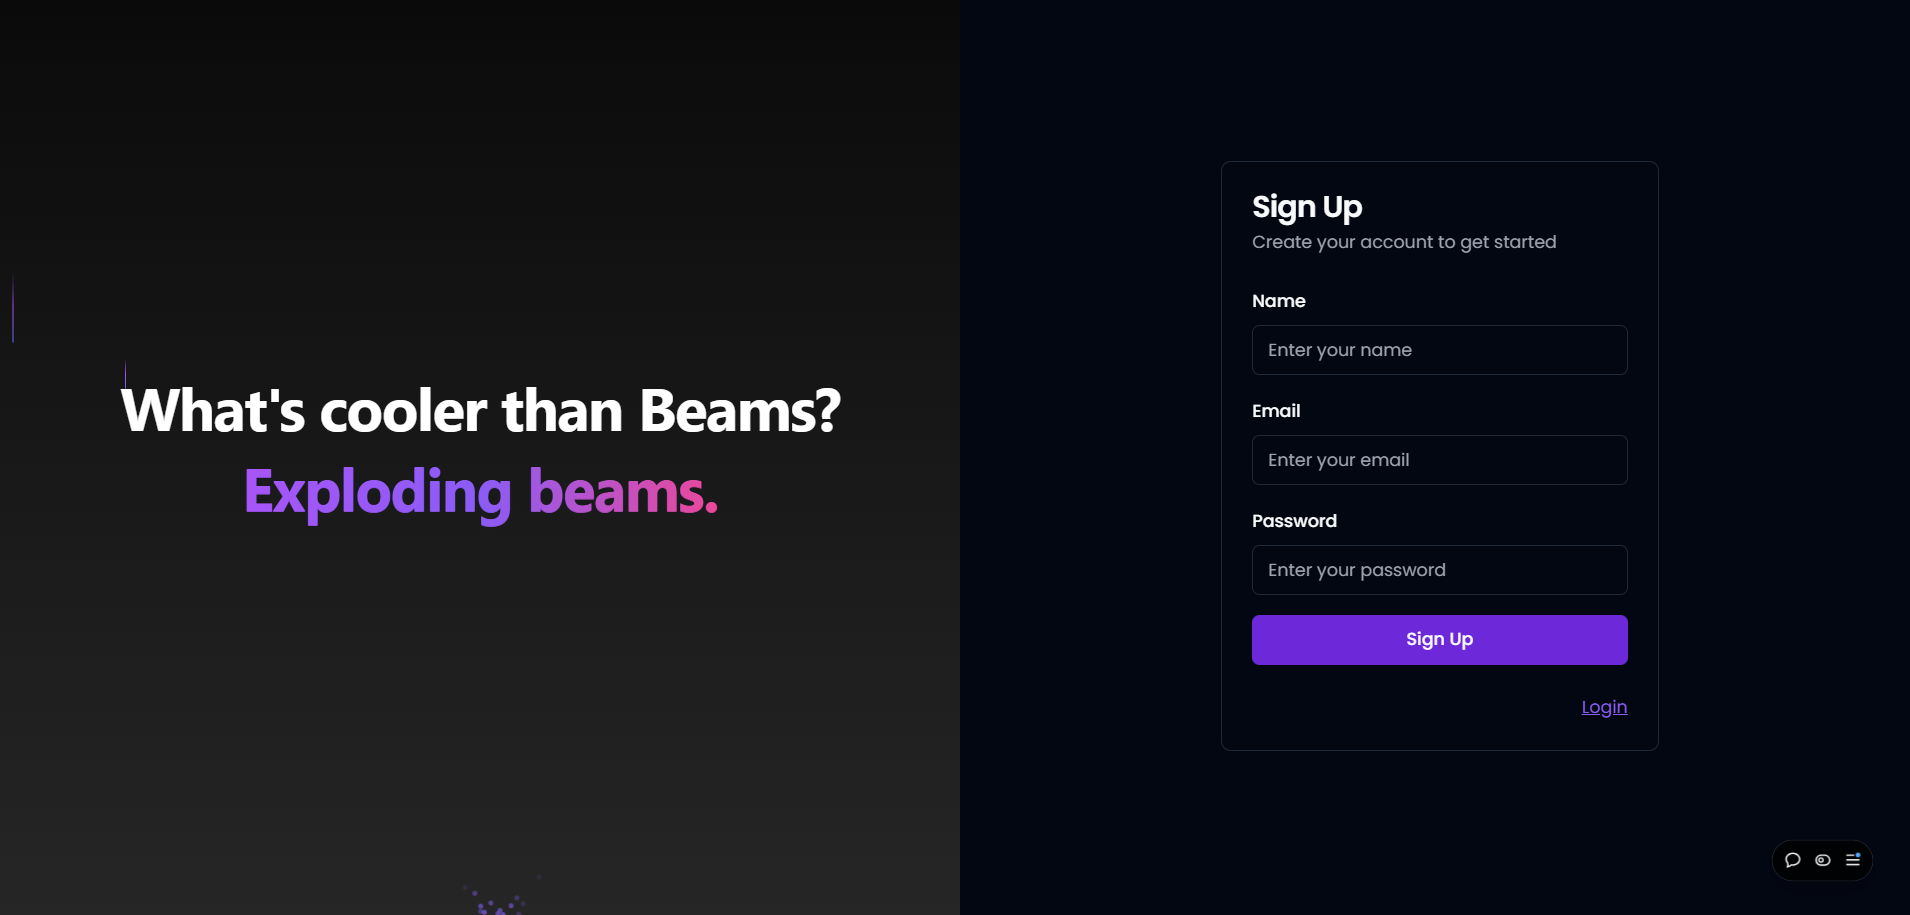 What's cooler than Beams?
Exploding beams.
Sign Up
Create your account to get started
Name
Enter your name
Email
Enter your email
Password
Enter your password
Sign Up
Login